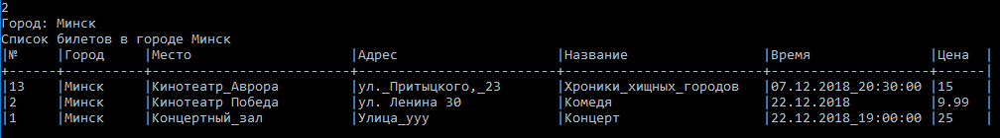 2
Город: Минск
Список билетов в городе Минск
|№ |Город |Место |Адрес |Название |Время |Цена |
+------+----------+------------------------+------------------------+------------------------+-------------------+------|
|13 |Минск |Кинотеатр_Аврора |ул._Притыцкого,_23 |Хроники_хищных_городов |07.12.2018_20:30:00 |15 |
|2 |Минск |Кинотеатр Победа |ул. Ленина 30 |Комедя |22.12.2018 |9.99 |
|1 |Минск |Концертный_зал |Улица_ууу |Концерт |22.12.2018_19:00:00 |25 |